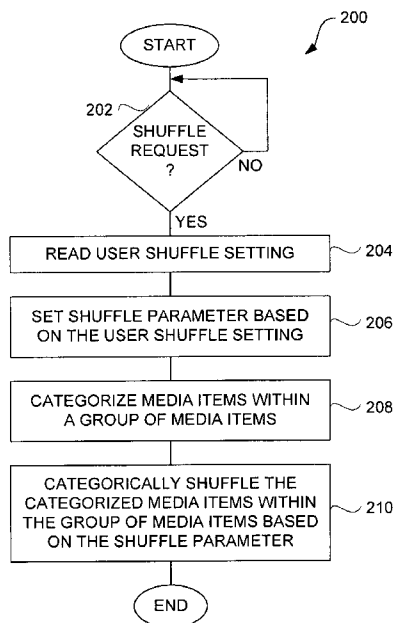 200
START
202
SHUFFLE
REQUEST
?
NO
YES
READ USER SHUFFLE SETTING
204
SET SHUFFLE PARAMETER BASED
ON THE USER SHUFFLE SETTING
206
CATEGORIZE MEDIA ITEMS WITHIN
A GROUP OF MEDIA ITEMS
208
CATEGORICALLY SHUFFLE THE
CATEGORIZED MEDIA ITEMS WITHIN
THE GROUP OF MEDIA ITEMS BASED
ON THE SHUFFLE PARAMETER
210
END